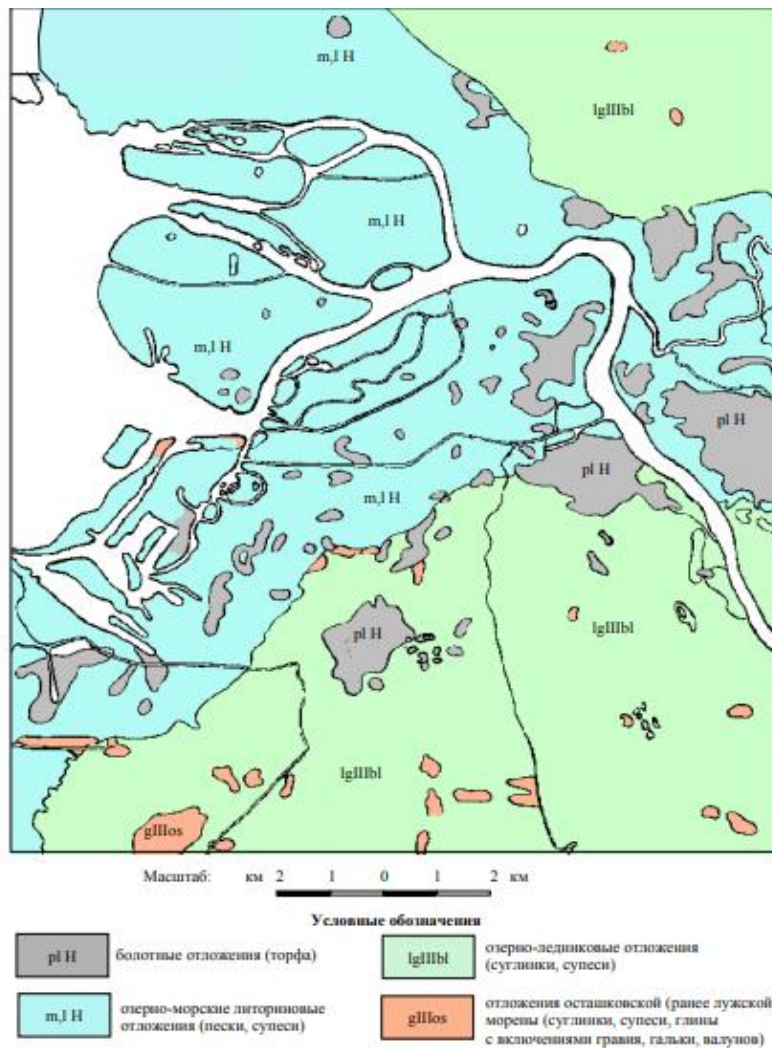 m,l H
lgIIIbl
m,l H
m,l H
pl H
pl H
m,l H
pl H
lgIIIbl
lgIIIbl
gIIIos
Масштаб: км 2 1 0 1 2 км
Условные обозначения
pl H болотные отложения (торфа)
lgIIIbl озерно-ледниковые отложения
(суглинки, супеси)
m,l H озерно-морские литориновые
отложения (пески, супеси)
gIIIos отложения осташковской (ранее лужской
морены (суглинки, супеси, глины
с включениями гравия, гальки, валунов)